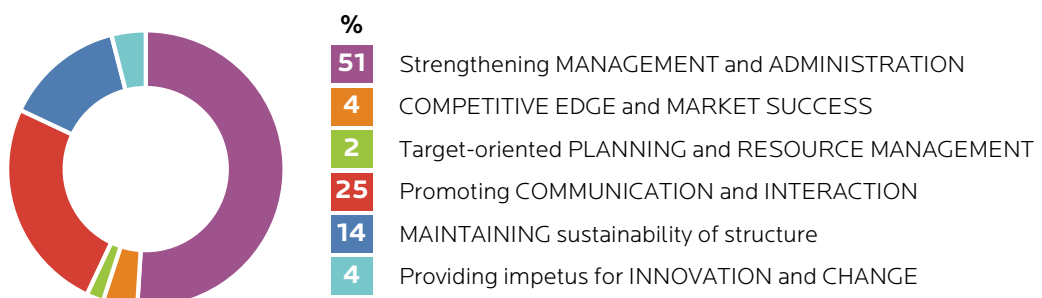 %
51 Strengthening MANAGEMENT and ADMINISTRATION
4 COMPETITIVE EDGE and MARKET SUCCESS
2 Target-oriented PLANNING and RESOURCE MANAGEMENT
25 Promoting COMMUNICATION and INTERACTION
14 MAINTAINING sustainability of structure
4 Providing impetus for INNOVATION and CHANGE